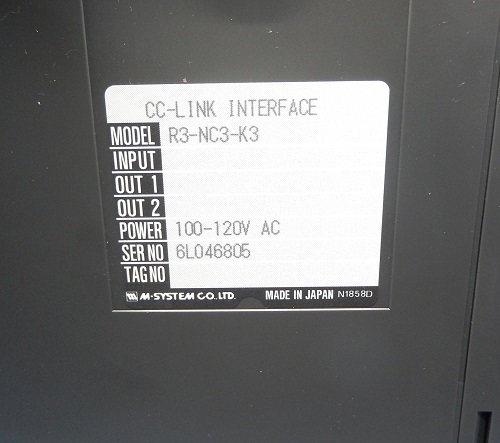 CC-LINK INTERFACE
MODEL R3-NC3-K3
INPUT
OUT 1
OUT 2
POWER 100-120V AC
SER NO 6L046805
TAG NO
M-SYSTEM CO.,LTD. MADE IN JAPAN N1858D